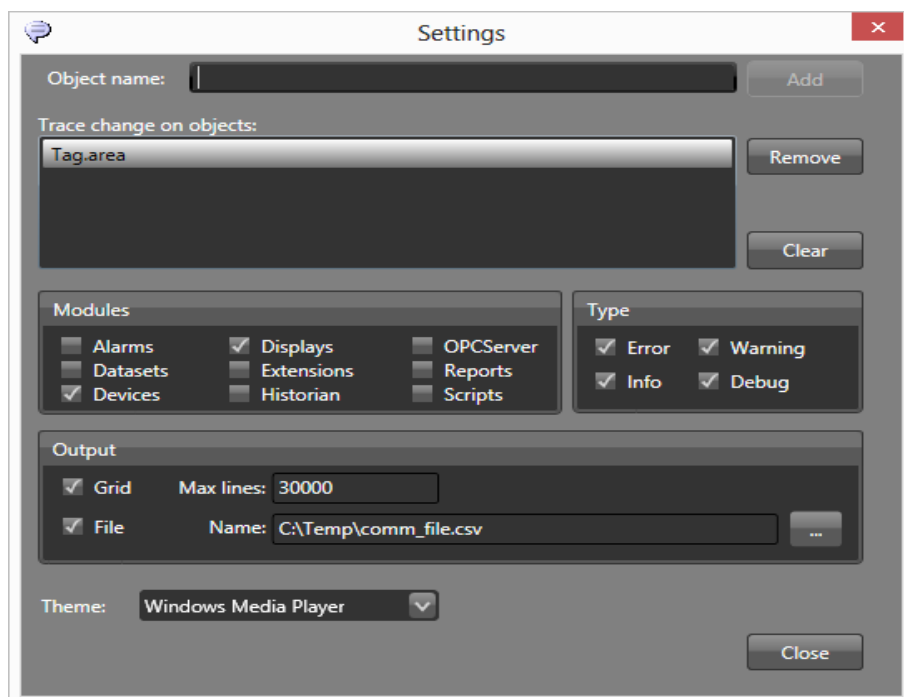 Settings
Object name:
Add
Trace change on objects:
Tag.area
Remove
Clear
Modules
Alarms Displays OPCServer
Datasets Extensions Reports
Devices Historian Scripts
Type
Error Warning
Info Debug
Output
Grid Max lines: 30000
File Name: C:\Temp\comm_file.csv ...
Theme: Windows Media Player
Close